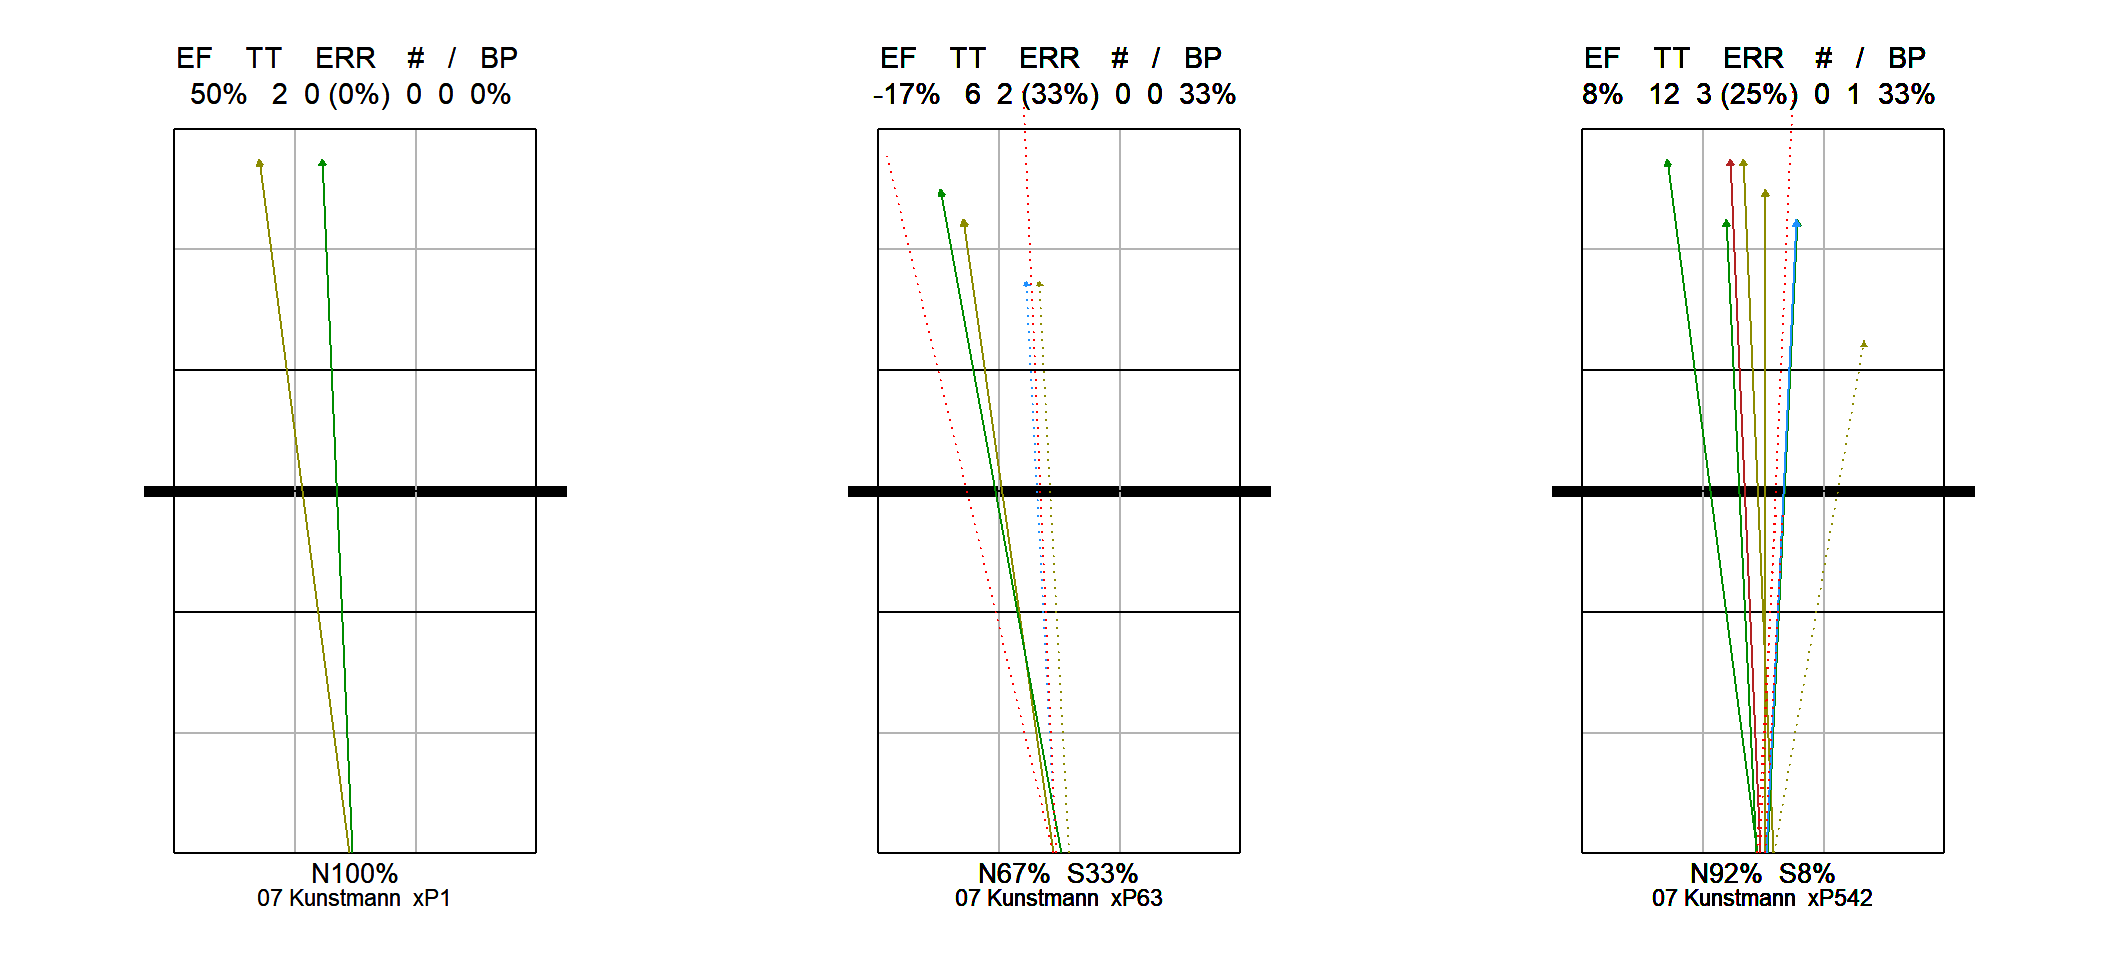 EF TT ERR # / BP
50% 2 0 (0%) 0 0 0%
N100%
07 Kunstmann xP1
EF TT ERR # / BP
-17% 6 2 (33%) 0 0 33%
N67% S33%
07 Kunstmann xP63
EF TT ERR # / BP
8% 12 3 (25%) 0 1 33%
N92% S8%
07 Kunstmann xP542